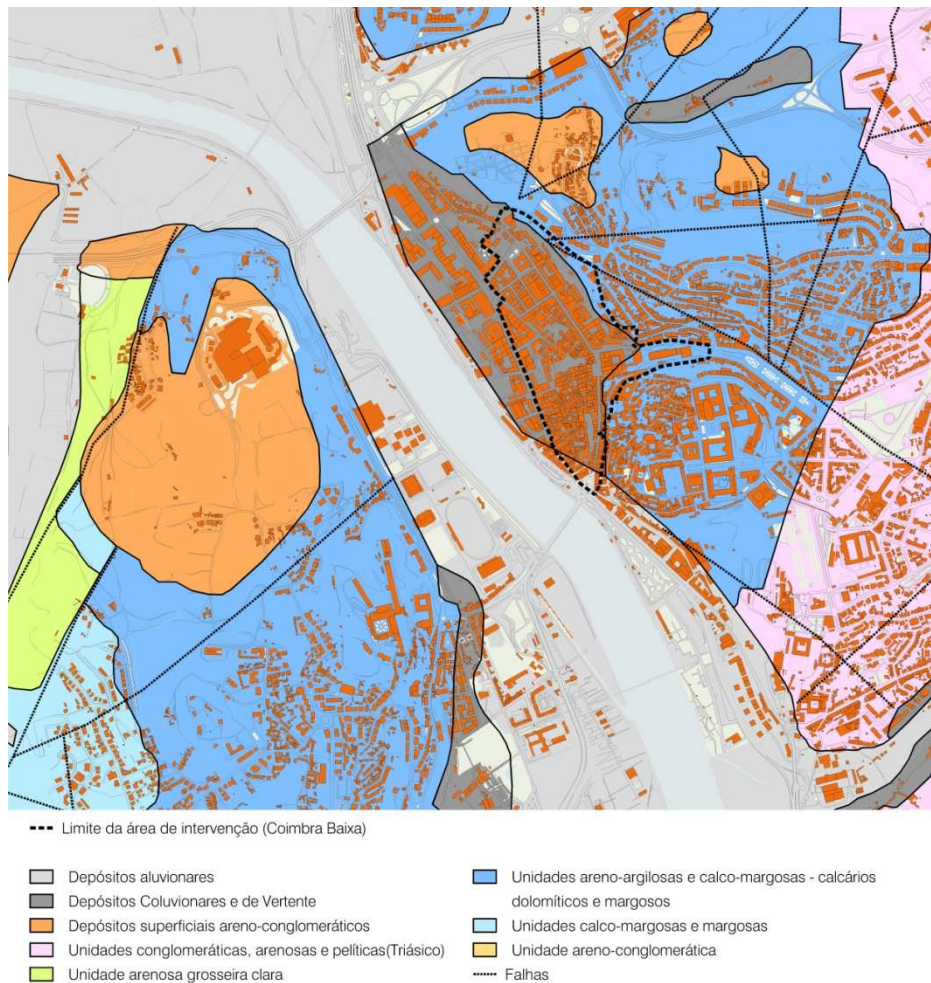 Limite da área de intervenção (Coimbra Baixa)
Depósitos aluvionares
Depósitos Coluvionares e de Vertente
Depósitos superficiais areno-conglomeráticos
Unidades conglomeráticas, arenosas e pelíticas(Triásico)
Unidade arenosa grosseira clara
Unidades areno-argilosas e calco-margosas - calcários
dolomíticos e margosos
Unidades calco-margosas e margosas
Unidade areno-conglomerática
Falhas